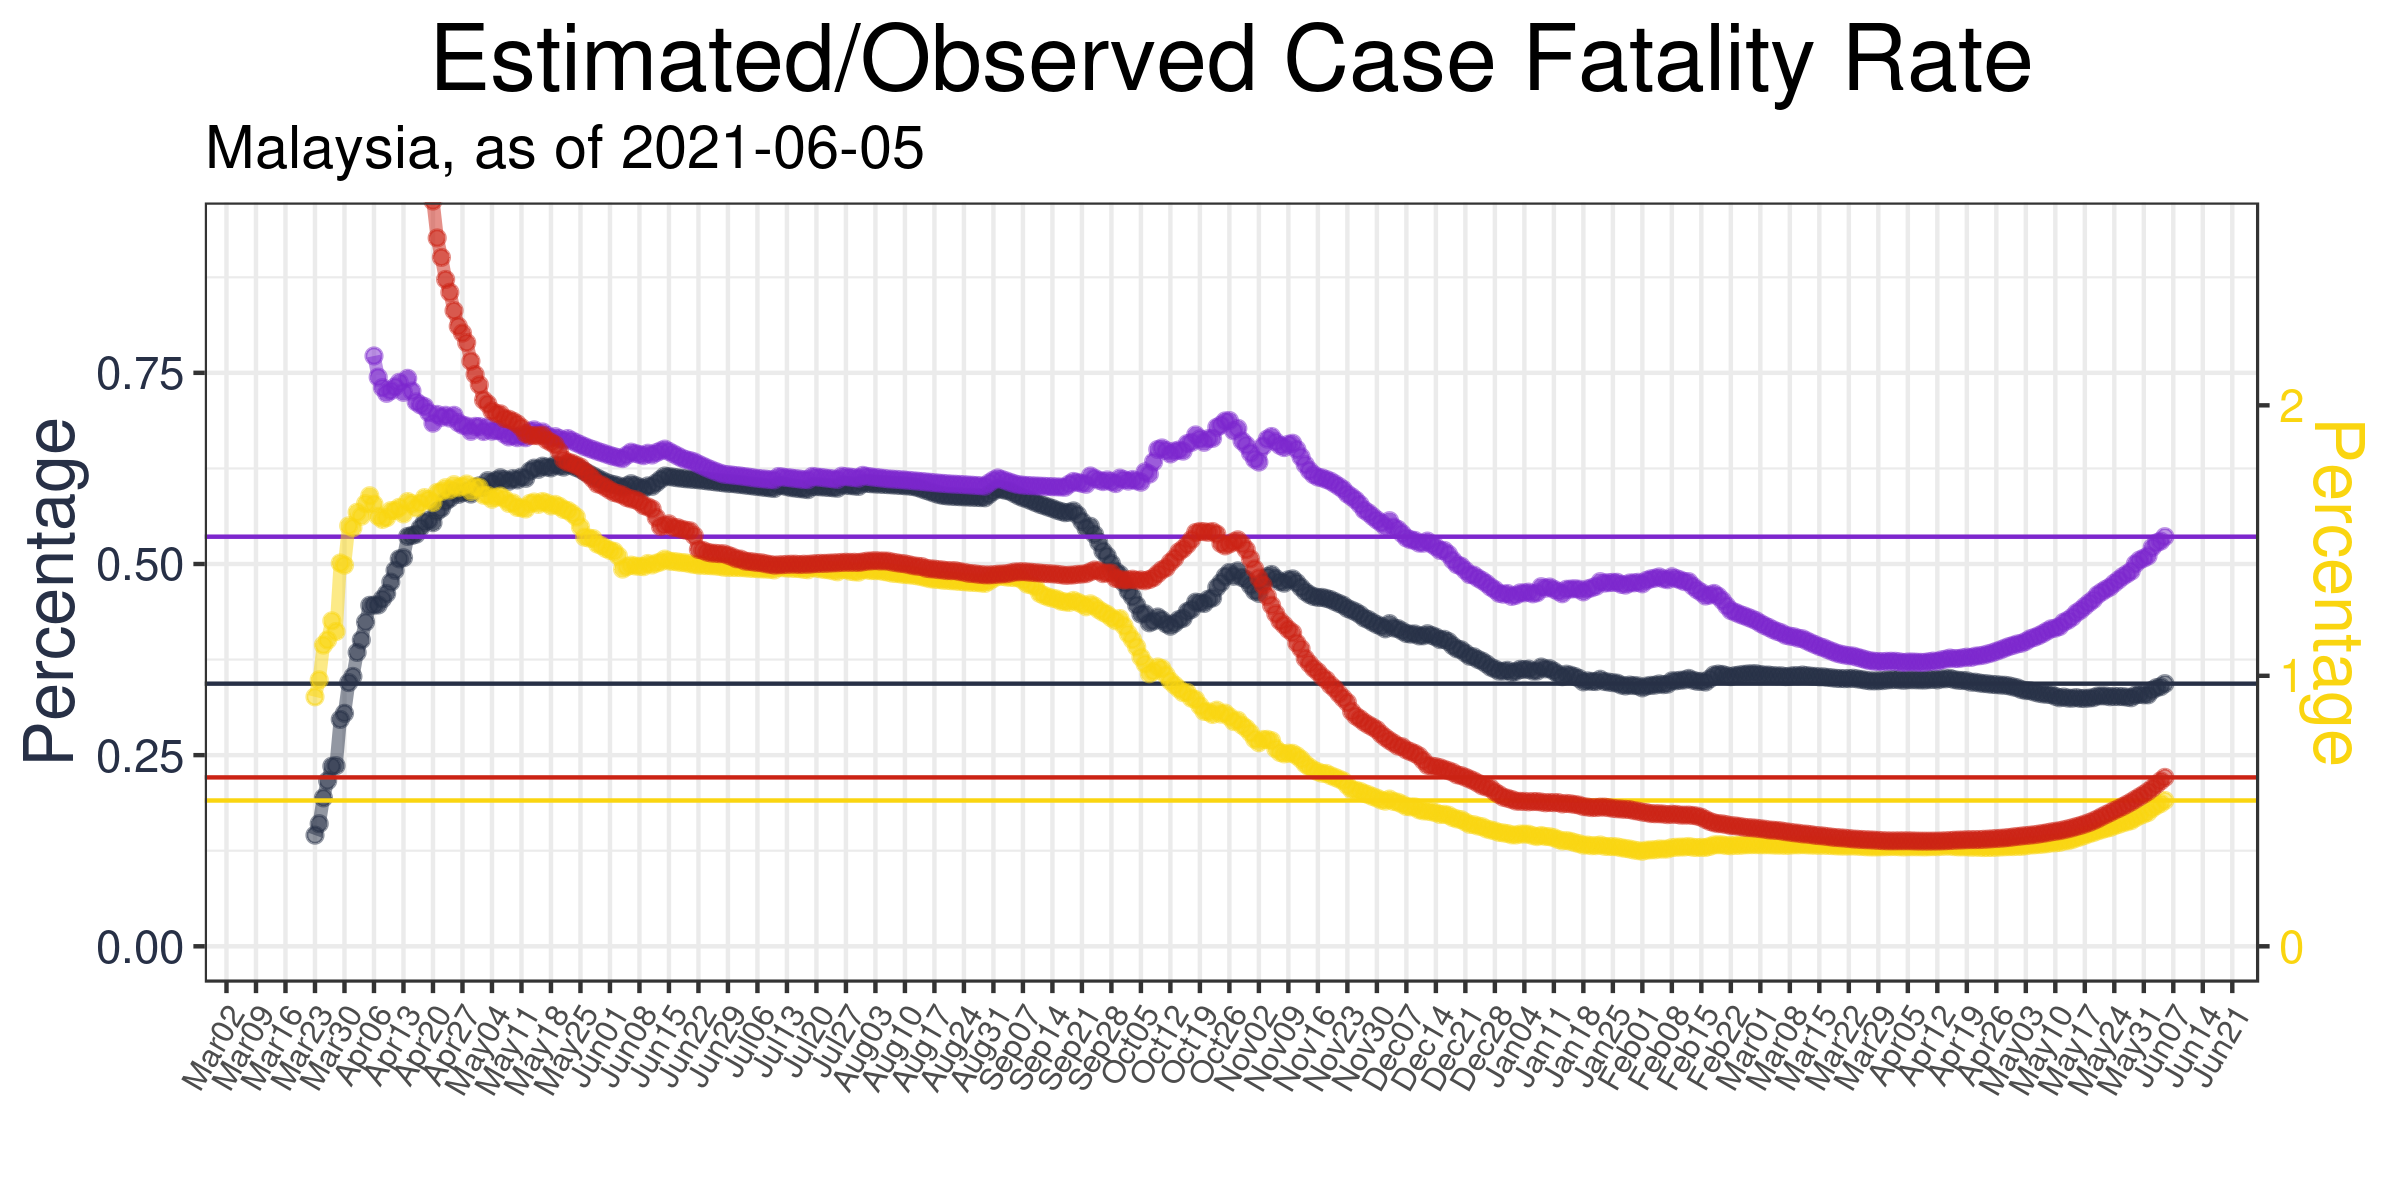 Estimated/Observed Case Fatality Rate
Malaysia, as of 2021-06-05
Percentage
0.75
0.50
0.25
0.00
2
1
0
Percentage
Mar02
Mar09
Mar16
Mar23
Mar30
Apr06
Apr13
Apr20
Apr27
May04
May11
May18
May25
Jun01
Jun08
Jun15
Jun22
Jun29
Jul06
Jul13
Jul20
Jul27
Aug03
Aug10
Aug17
Aug24
Aug31
Sep07
Sep14
Sep21
Sep28
Oct05
Oct12
Oct19
Oct26
Nov02
Nov09
Nov16
Nov23
Nov30
Dec07
Dec14
Dec21
Dec28
Jan04
Jan11
Jan18
Jan25
Feb01
Feb08
Feb15
Feb22
Mar01
Mar08
Mar15
Mar22
Mar29
Apr05
Apr12
Apr19
Apr26
May03
May10
May17
May24
May31
Jun07
Jun14
Jun21